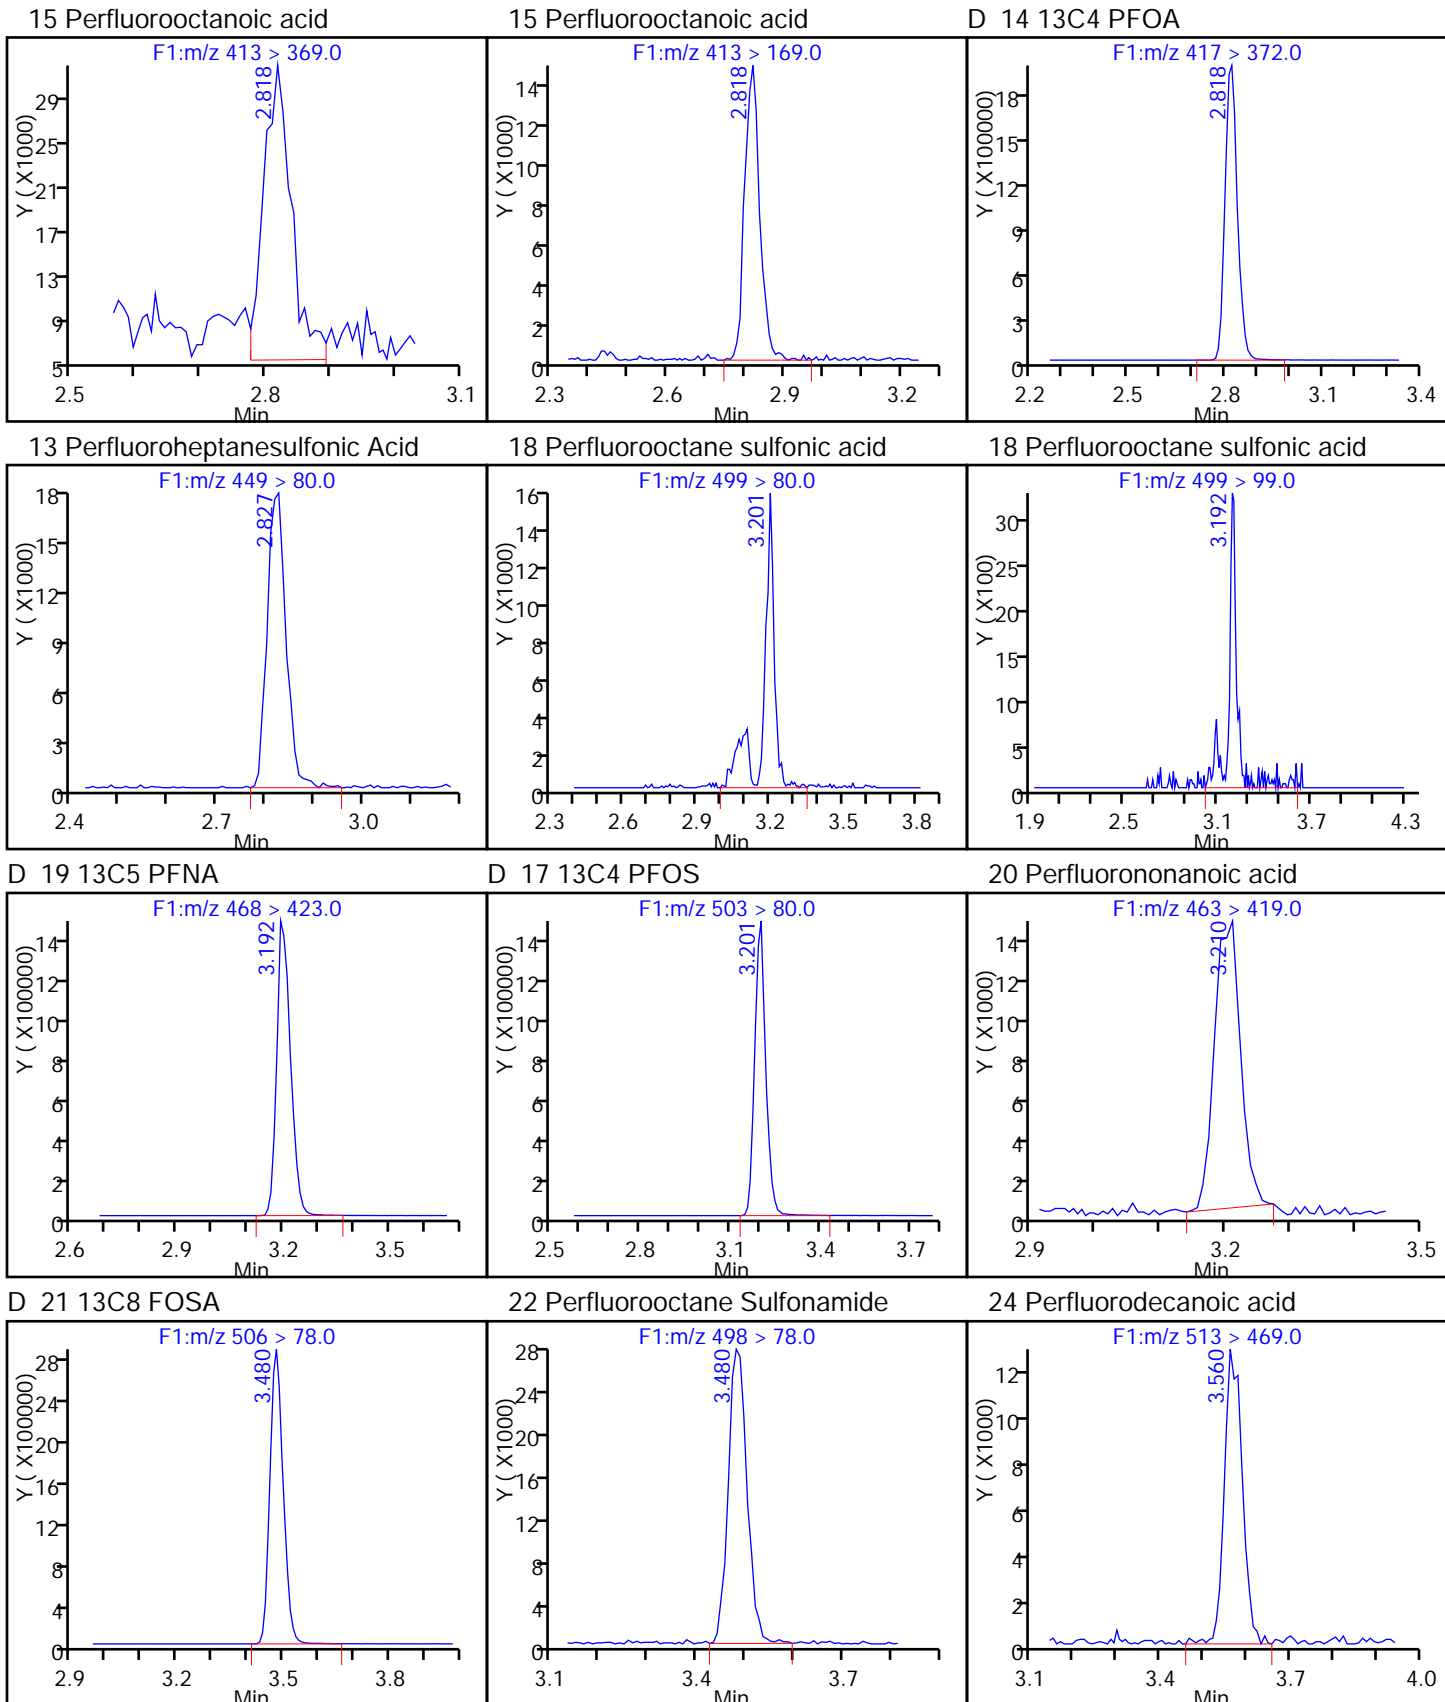 15 Perfluorooctanoic acid
F1:m/z 413 > 369.0
2.818
Y ( X1000)
29
25
21
17
13
9
5
2.5 2.8 3.1
Min
15 Perfluorooctanoic acid
F1:m/z 413 > 169.0
2.818
Y ( X1000)
14
12
10
8
6
4
2
0
2.3 2.6 2.9 3.2
Min
D 14 13C4 PFOA
F1:m/z 417 > 372.0
2.818
Y ( X100000)
18
15
12
9
6
3
0
2.2 2.5 2.8 3.1 3.4
Min
13 Perfluoroheptanesulfonic Acid
F1:m/z 449 > 80.0
2.827
Y ( X1000)
18
15
12
9
6
3
0
2.4 2.7 3.0
Min
18 Perfluorooctane sulfonic acid
F1:m/z 499 > 80.0
3.201
Y ( X10000)
16
14
12
10
8
6
4
2
0
2.3 2.6 2.9 3.2 3.5 3.8
Min
18 Perfluorooctane sulfonic acid
F1:m/z 499 > 99.0
3.192
Y ( X100)
30
25
20
15
10
5
0
1.9 2.5 3.1 3.7 4.3
Min
D 19 13C5 PFNA
F1:m/z 468 > 423.0
3.192
Y ( X100000)
14
12
10
8
6
4
2
0
2.6 2.9 3.2 3.5
Min
D 17 13C4 PFOS
F1:m/z 503 > 80.0
3.201
Y ( X100000)
14
12
10
8
6
4
2
0
2.5 2.8 3.1 3.4 3.7
Min
20 Perfluorononanoic acid
F1:m/z 463 > 419.0
3.210
Y ( X1000)
14
12
10
8
6
4
2
0
2.9 3.2 3.5
Min
D 21 13C8 FOSA
F1:m/z 506 > 78.0
3.480
Y ( X100000)
28
24
20
16
12
8
4
0
2.9 3.2 3.5 3.8
Min
22 Perfluorooctane Sulfonamide
F1:m/z 498 > 78.0
3.480
Y ( X1000)
28
24
20
16
12
8
4
0
3.1 3.4 3.7
Min
24 Perfluorodecanoic acid
F1:m/z 513 > 469.0
3.560
Y ( X1000)
12
10
8
6
4
2
0
3.1 3.4 3.7 4.0
Min